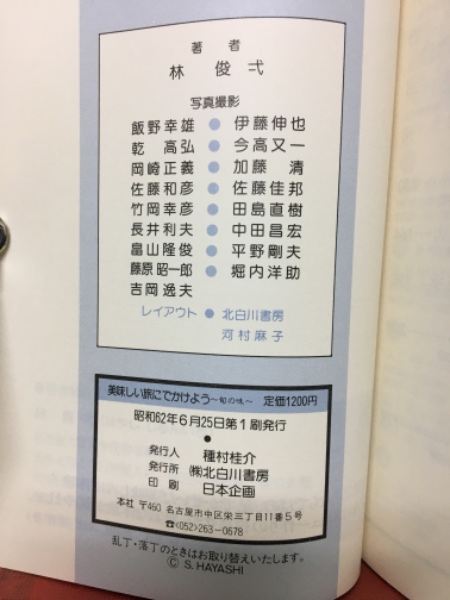 著者
林 俊弍
写真撮影
飯野幸雄 ● 伊藤伸也
乾 高弘 ● 今高又一
岡崎正義 ● 加藤 清
佐藤和彦 ● 佐藤佳邦
竹岡幸彦 ● 田島直樹
長井利夫 ● 中田昌宏
畠山隆俊 ● 平野剛夫
藤原昭一郎 ● 堀内洋助
吉岡逸夫
レイアウト ● 北白川書房
河村麻子
美味しい旅にでかけよう〜旬の味〜 定価1200円
昭和62年6月25日第1刷発行
●
発行人 種村桂介
発行所 ㈱北白川書房
印刷 日本企画
本社 〒460 名古屋市中区栄三丁目11番5号
☎〈052〉263-0678
乱丁・落丁のときはお取り替えいたします。
Ⓒ S. HAYASHI